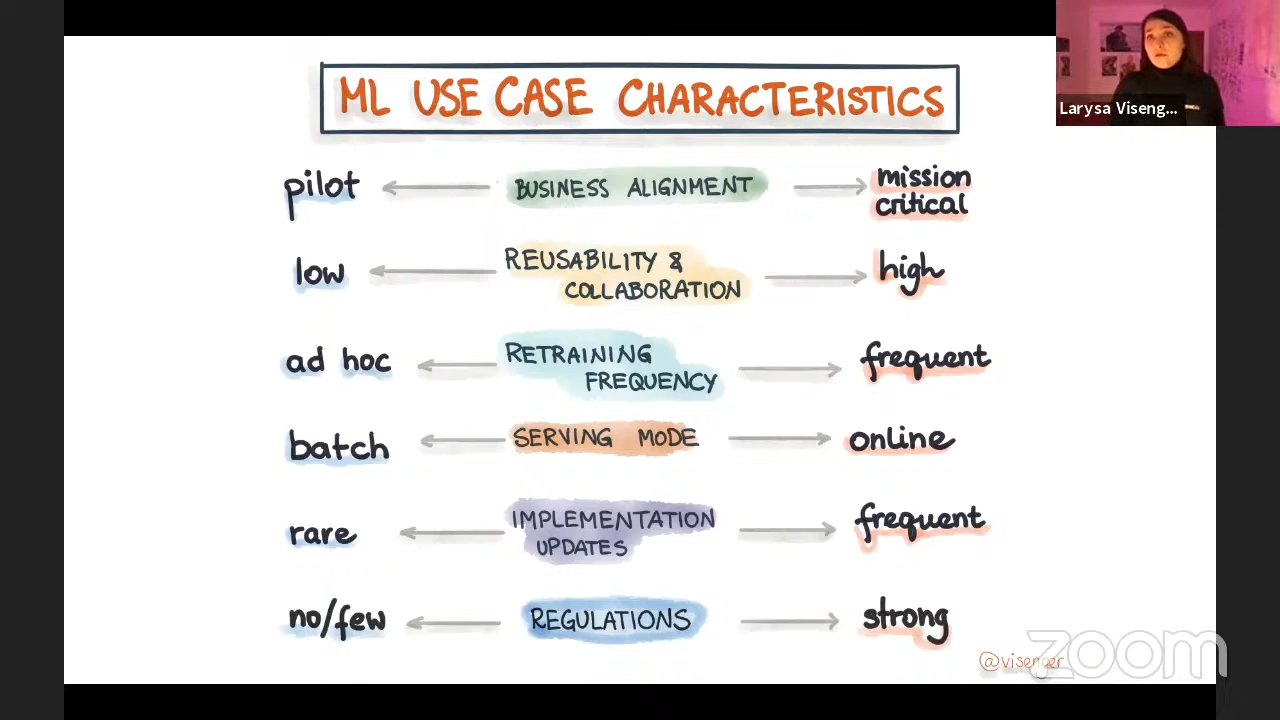 ML USE CASE CHARACTERISTICS
Larysa Viseng...
pilot BUSINESS ALIGNMENT mission critical
low REUSABILITY & COLLABORATION high
ad hoc RETRAINING FREQUENCY frequent
batch SERVING MODE online
rare IMPLEMENTATION UPDATES frequent
no/few REGULATIONS strong
@visenger
zoom